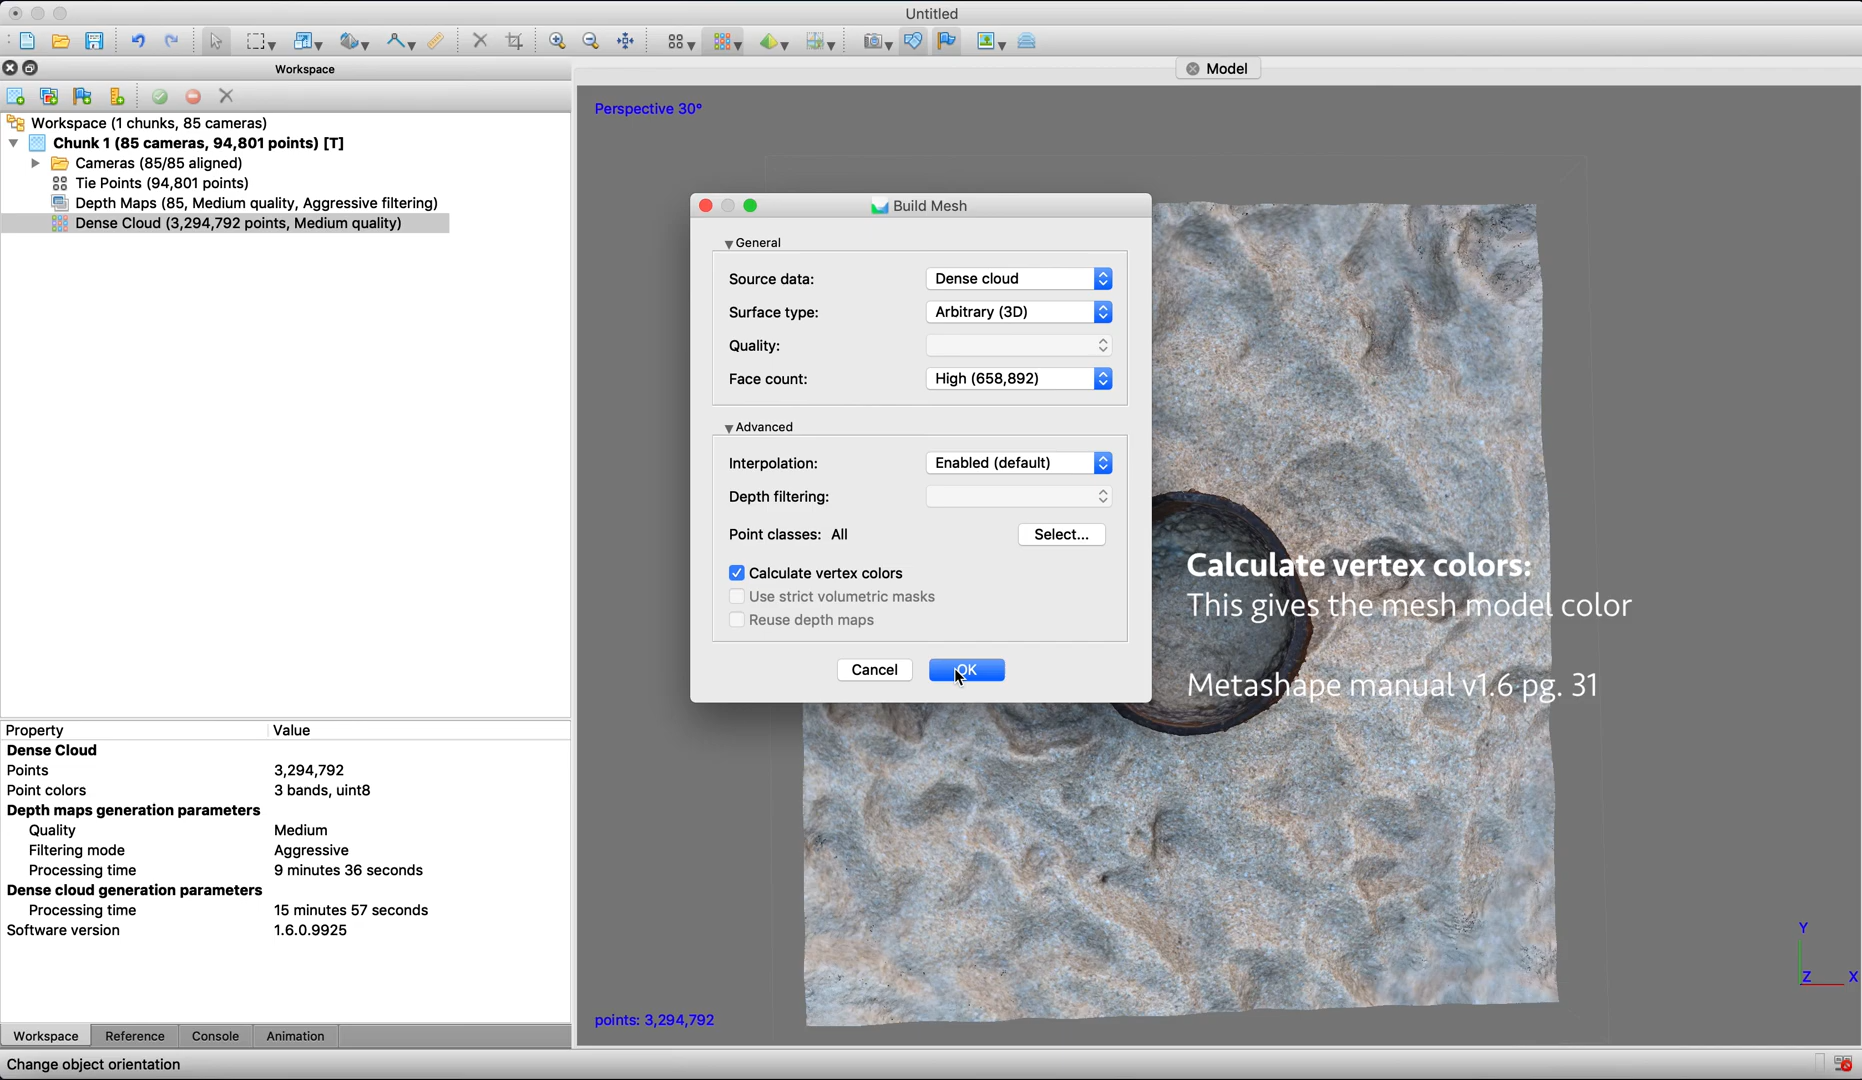 Untitled
Workspace
Model
Workspace (1 chunks, 85 cameras)
Chunk 1 (85 cameras, 94,801 points) [T]
Cameras (85/85 aligned)
Tie Points (94,801 points)
Depth Maps (85, Medium quality, Aggressive filtering)
Dense Cloud (3,294,792 points, Medium quality)
Perspective 30°
Build Mesh
General
Source data: Dense cloud
Surface type: Arbitrary (3D)
Quality:
Face count: High (658,892)
Advanced
Interpolation: Enabled (default)
Depth filtering:
Point classes: All Select...
Calculate vertex colors
Use strict volumetric masks
Reuse depth maps
Cancel OK
Calculate vertex colors:
This gives the mesh model color
Metashape manual v1.6 pg. 31
Property Value
Dense Cloud
Points 3,294,792
Point colors 3 bands, uint8
Depth maps generation parameters
Quality Medium
Filtering mode Aggressive
Processing time 9 minutes 36 seconds
Dense cloud generation parameters
Processing time 15 minutes 57 seconds
Software version 1.6.0.9925
points: 3,294,792
Y
Z X
Workspace Reference Console Animation
Change object orientation